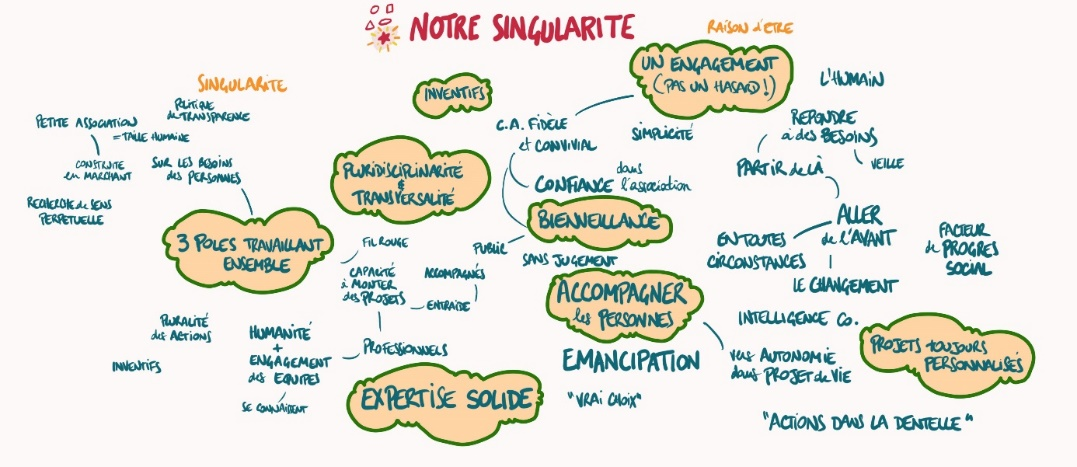 NOTRE SINGULARITE
RAISON d'ETRE
SINGULARITE
POLITIQUE
de TRANSPARENCE
PETITE ASSOCIATION
= TAILLE HUMAINE
CONSTRUITE
en MARCHANT
SUR LES BESOINS
des PERSONNES
RECHERCHE de SENS
PERPETUELLE
3 POLES TRAVAILLANT
ENSEMBLE
PLURALITÉ
des ACTIONS
INVENTIFS
HUMANITÉ
+
ENGAGEMENT
des EQUIPES
SE CONNAISSENT
INVENTIFS
PLURIDISCIPLINARITÉ
&
TRANSVERSALITÉ
FIL ROUGE
CAPACITÉ
à MONTER
des PROJETS
ACCOMPAGNÉS
ENTRAIDE
PROFESSIONNELS
EXPERTISE SOLIDE
UN ENGAGEMENT
(PAS UN HASARD!)
C.A. FIDÈLE
et CONVIVIAL
SIMPLICITÉ
CONFIANCE dans
l'association
BIENVEILLANCE
PUBLIC
SANS JUGEMENT
ACCOMPAGNER
les PERSONNES
EMANCIPATION
"VRAI CHOIX"
L'HUMAIN
REPONDRE
à des BESOINS
VEILLE
PARTIR de LÀ
ALLER
de l'AVANT
EN TOUTES
CIRCONSTANCES
LE CHANGEMENT
FACTEUR
de PROGRES
SOCIAL
INTELLIGENCE CO.
vers AUTONOMIE
dans PROJET de VIE
PROJETS TOUJOURS
PERSONNALISÉS
"ACTIONS DANS LA DENTELLE"